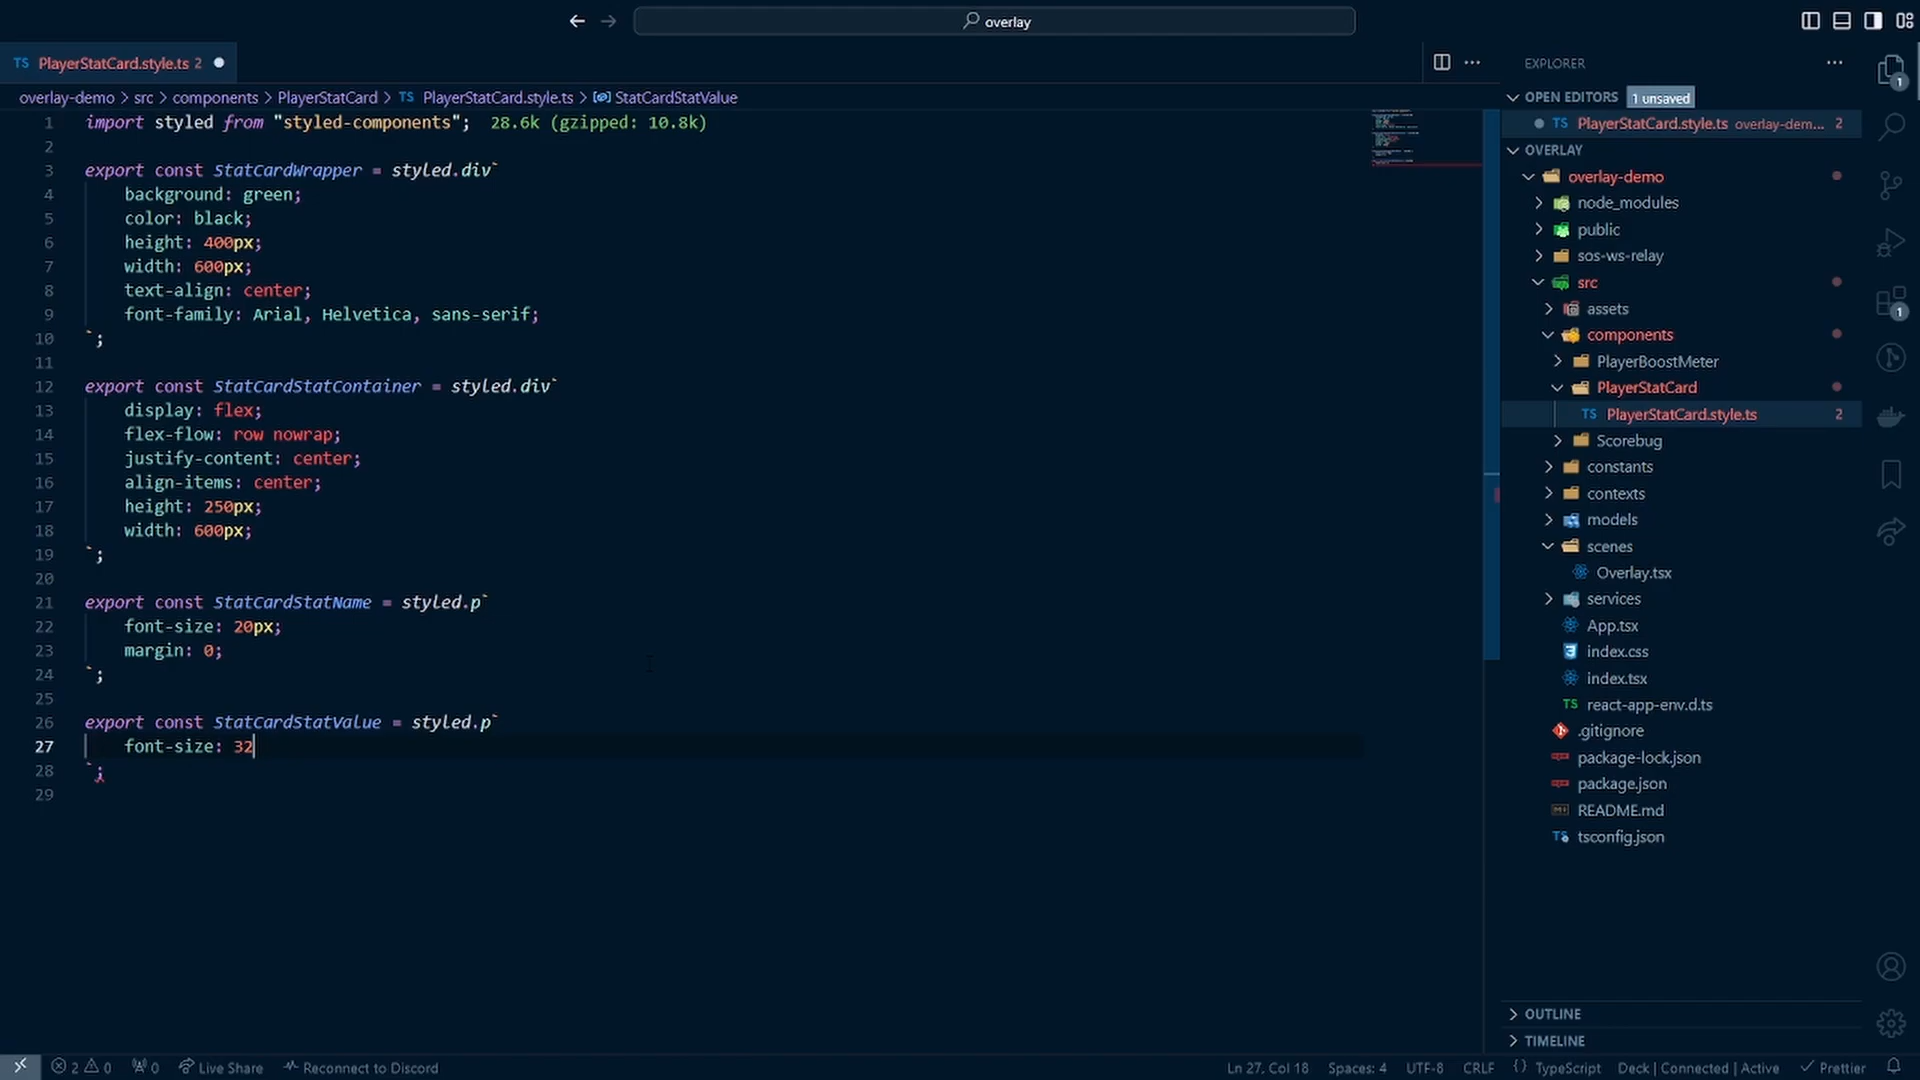 overlay
TS PlayerStatCard.style.ts 2
overlay-demo > src > components > PlayerStatCard > TS PlayerStatCard.style.ts > StatCardStatValue
1 import styled from "styled-components"; 28.6k (gzipped: 10.8k)
2
3 export const StatCardWrapper = styled.div`
4 background: green;
5 color: black;
6 height: 400px;
7 width: 600px;
8 text-align: center;
9 font-family: Arial, Helvetica, sans-serif;
10 `;
11
12 export const StatCardStatContainer = styled.div`
13 display: flex;
14 flex-flow: row nowrap;
15 justify-content: center;
16 align-items: center;
17 height: 250px;
18 width: 600px;
19 `;
20
21 export const StatCardStatName = styled.p`
22 font-size: 20px;
23 margin: 0;
24 `;
25
26 export const StatCardStatValue = styled.p`
27 font-size: 32
28 `;
29
EXPLORER
OPEN EDITORS 1 unsaved
TS PlayerStatCard.style.ts overlay-dem... 2
OVERLAY
overlay-demo
node_modules
public
sos-ws-relay
src
assets
components
PlayerBoostMeter
PlayerStatCard
TS PlayerStatCard.style.ts 2
Scorebug
constants
contexts
models
scenes
Overlay.tsx
services
App.tsx
index.css
index.tsx
TS react-app-env.d.ts
.gitignore
package-lock.json
package.json
README.md
tsconfig.json
OUTLINE
TIMELINE
1
1
2 0 0 Live Share Reconnect to Discord
Ln 27, Col 18 Spaces: 4 UTF-8 CRLF {} TypeScript Deck | Connected | Active Prettier